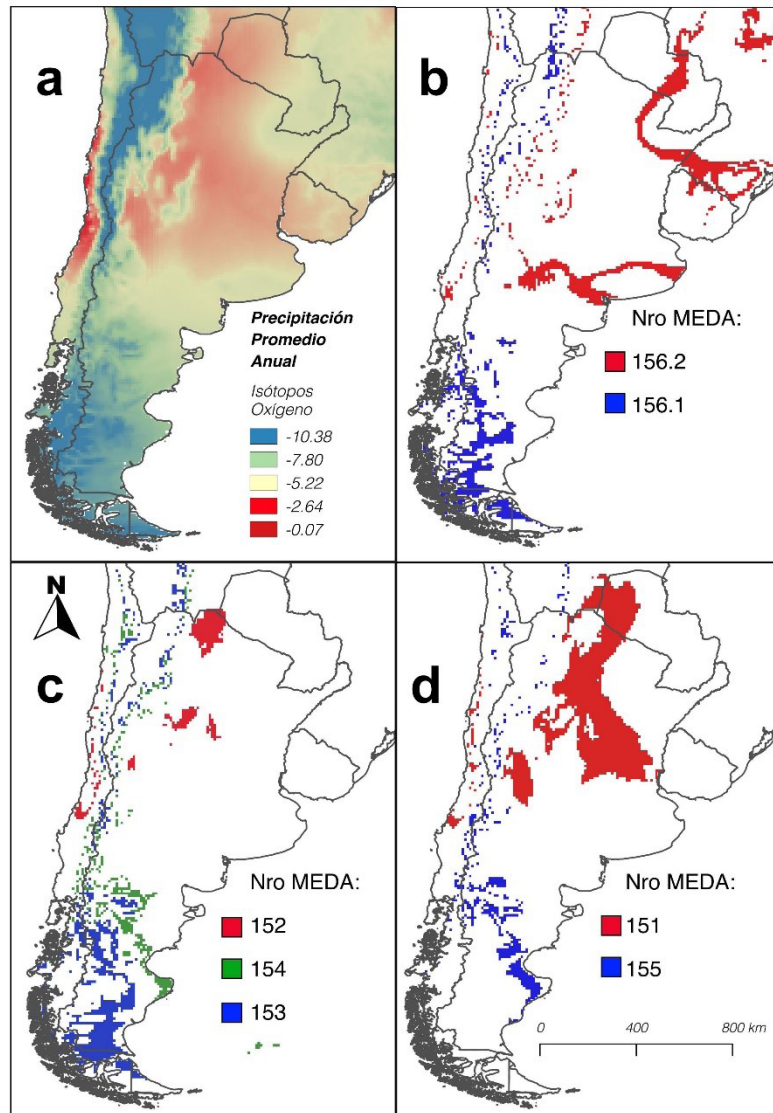 a
Precipitación
Promedio
Anual
Isótopos
Oxígeno
-10.38
-7.80
-5.22
-2.64
-0.07
b
Nro MEDA:
156.2
156.1
N
c
Nro MEDA:
152
154
153
d
Nro MEDA:
151
155
0 400 800 km